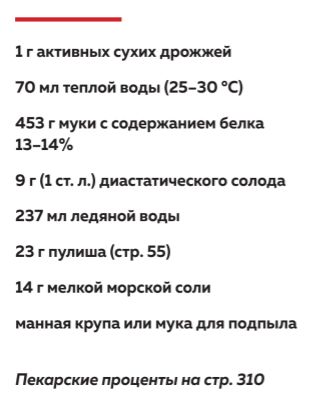 1 г активных сухих дрожжей
70 мл теплой воды (25–30 °C)
453 г муки с содержанием белка
13–14%
9 г (1 ст. л.) диастатического солода
237 мл ледяной воды
23 г пулиша (стр. 55)
14 г мелкой морской соли
манная крупа или мука для подпыла
Пекарские проценты на стр. 310